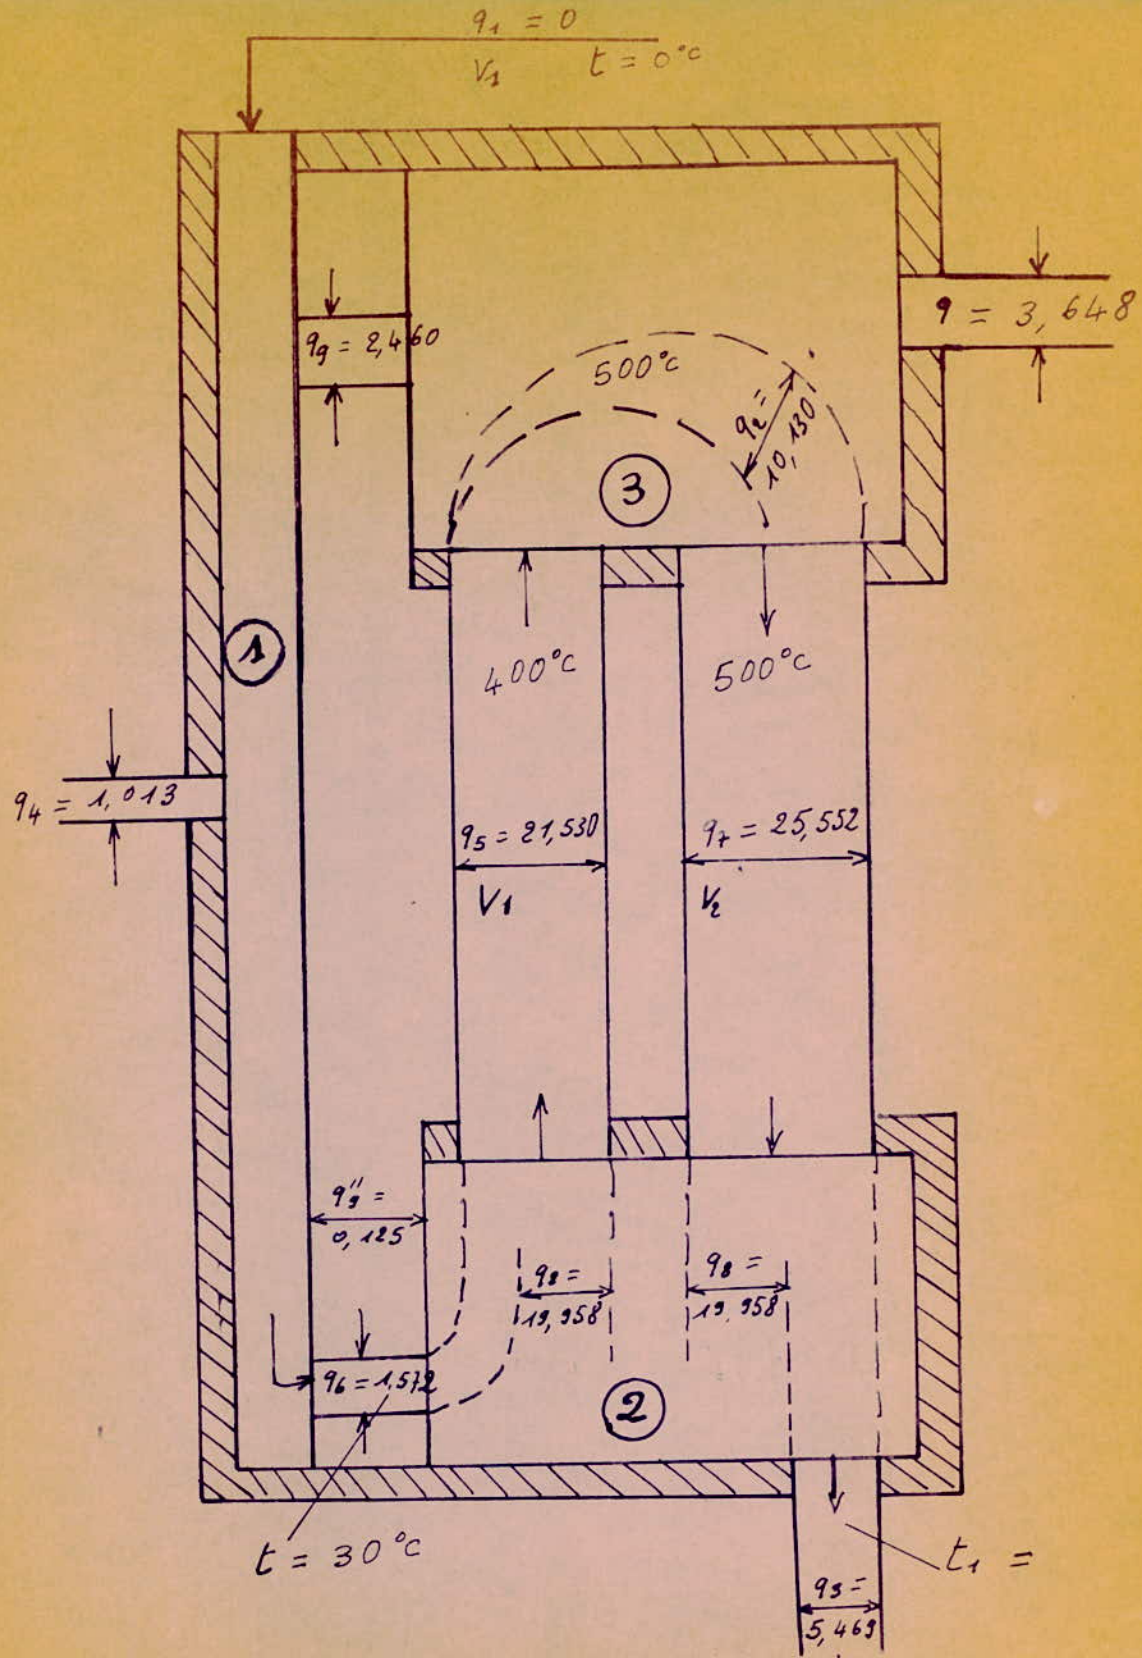 q₁ = 0
V₁ t = 0°c
q₉ = 2,460
q = 3,648
500°c
q₂'' =
10,130
3
1
400°c
500°c
q₄ = 1,013
q₅ = 21,530
q₇ = 25,552
V₁
V₂
q₉'' =
0,125
q₈ =
19,958
q₈ =
19,958
q₆ = 1,572
2
t = 30°c
t₁ =
q₃ =
5,469